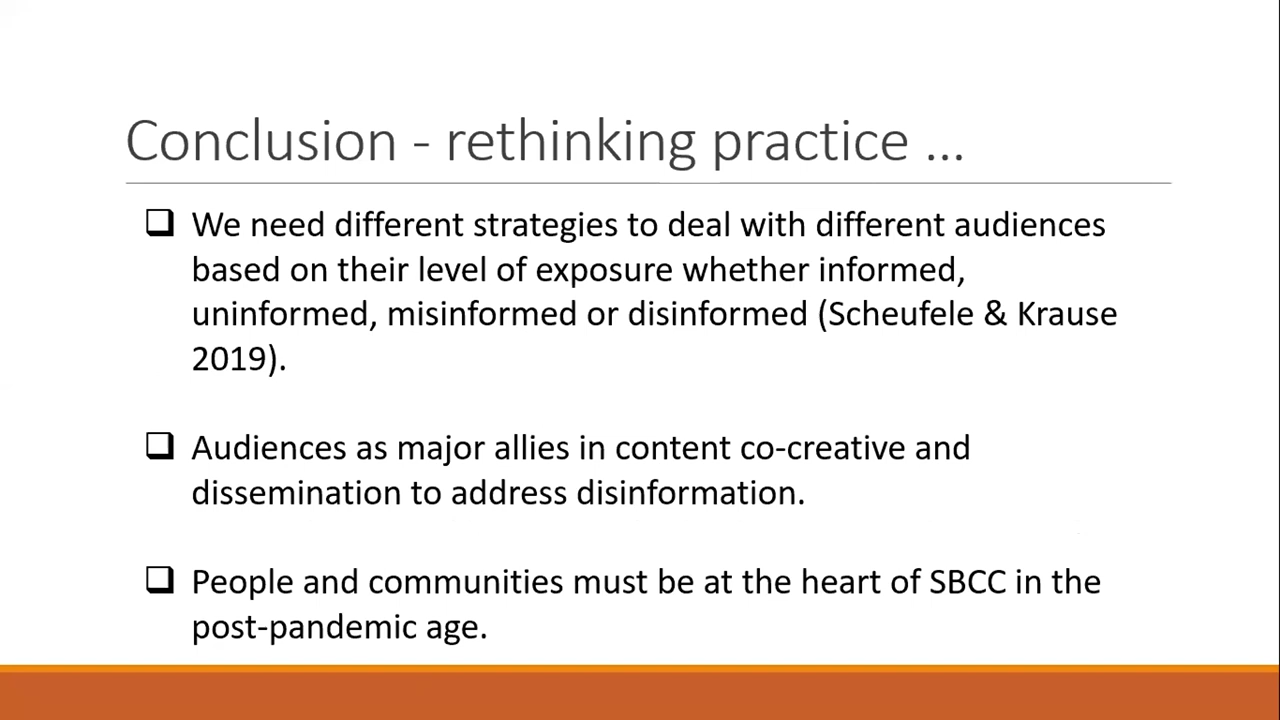 Conclusion - rethinking practice ...
❑ We need different strategies to deal with different audiences
based on their level of exposure whether informed,
uninformed, misinformed or disinformed (Scheufele & Krause
2019).
❑ Audiences as major allies in content co-creative and
dissemination to address disinformation.
❑ People and communities must be at the heart of SBCC in the
post-pandemic age.